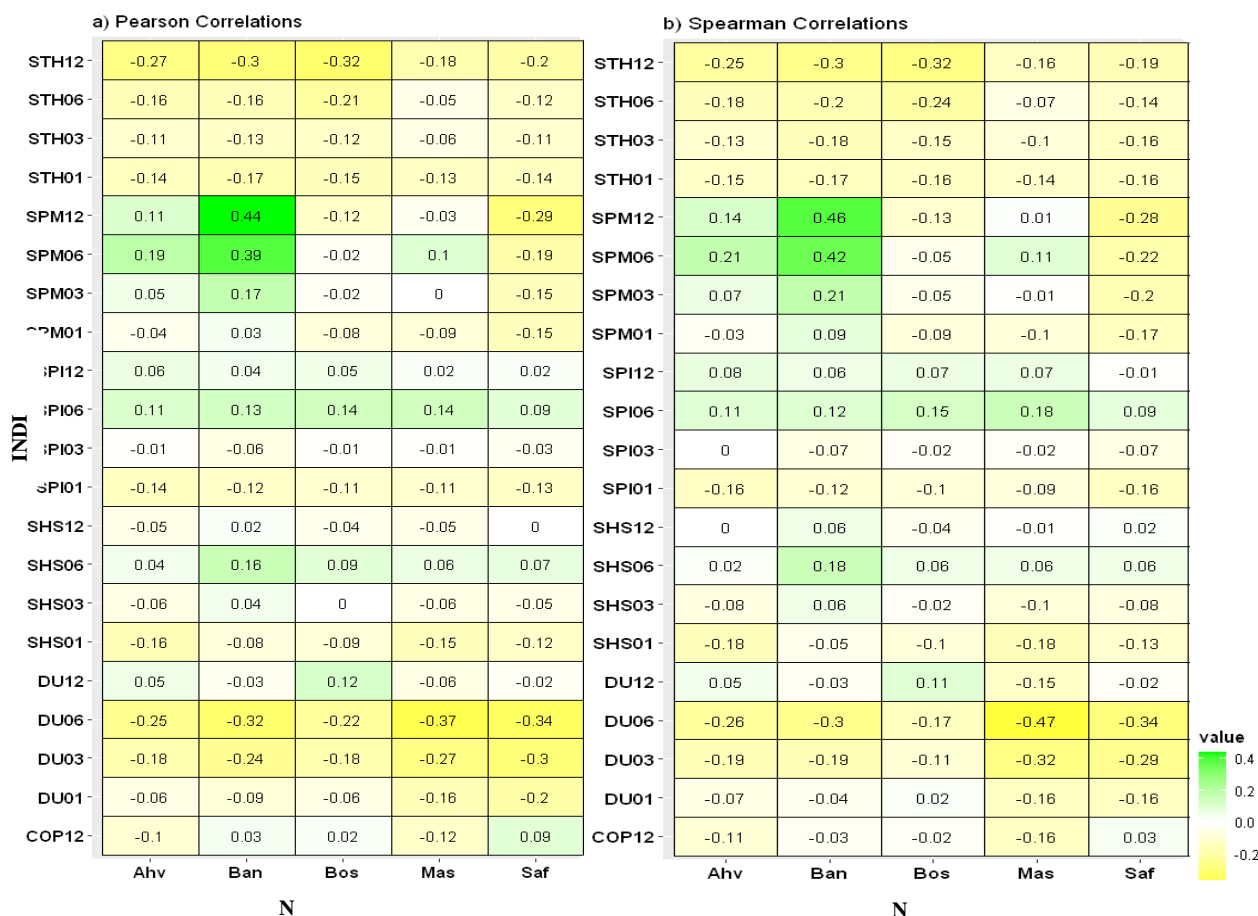 a) Pearson Correlations
STH12 -0.27 -0.3 -0.32 -0.18 -0.2
STH06 -0.16 -0.16 -0.21 -0.05 -0.12
STH03 -0.11 -0.13 -0.12 -0.06 -0.11
STH01 -0.14 -0.17 -0.15 -0.13 -0.14
SPM12 0.11 0.44 -0.12 -0.03 -0.29
SPM06 0.19 0.39 -0.02 0.1 -0.19
SPM03 0.05 0.17 -0.02 0 -0.15
PM01 -0.04 0.03 -0.08 -0.09 -0.15
SPI12 0.06 0.04 0.05 0.02 0.02
SPI06 0.11 0.13 0.14 0.14 0.09
SPI03 -0.01 -0.06 -0.01 -0.01 -0.03
SPI01 -0.14 -0.12 -0.11 -0.11 -0.13
SHS12 -0.05 0.02 -0.04 -0.05 0
SHS06 0.04 0.16 0.09 0.06 0.07
SHS03 -0.06 0.04 0 -0.06 -0.05
SHS01 -0.16 -0.08 -0.09 -0.15 -0.12
DU12 0.05 -0.03 0.12 -0.06 -0.02
DU06 -0.25 -0.32 -0.22 -0.37 -0.34
DU03 -0.18 -0.24 -0.18 -0.27 -0.3
DU01 -0.06 -0.09 -0.06 -0.16 -0.2
COP12 -0.1 0.03 0.02 -0.12 0.09
Ahv Ban Bos Mas Saf
INDI
N
b) Spearman Correlations
STH12 -0.25 -0.3 -0.32 -0.16 -0.19
STH06 -0.18 -0.2 -0.24 -0.07 -0.14
STH03 -0.13 -0.18 -0.15 -0.1 -0.16
STH01 -0.15 -0.17 -0.16 -0.14 -0.16
SPM12 0.14 0.46 -0.13 0.01 -0.28
SPM06 0.21 0.42 -0.05 0.11 -0.22
SPM03 0.07 0.21 -0.05 -0.01 -0.2
SPM01 -0.03 0.09 -0.09 -0.1 -0.17
SPI12 0.08 0.06 0.07 0.07 -0.01
SPI06 0.11 0.12 0.15 0.18 0.09
SPI03 0 -0.07 -0.02 -0.02 -0.07
SPI01 -0.16 -0.12 -0.1 -0.09 -0.16
SHS12 0 0.06 -0.04 -0.01 0.02
SHS06 0.02 0.18 0.06 0.06 0.06
SHS03 -0.08 0.06 -0.02 -0.1 -0.08
SHS01 -0.18 -0.05 -0.1 -0.18 -0.13
DU12 0.05 -0.03 0.11 -0.15 -0.02
DU06 -0.26 -0.3 -0.17 -0.47 -0.34
DU03 -0.19 -0.19 -0.11 -0.32 -0.29
DU01 -0.07 -0.04 0.02 -0.16 -0.16
COP12 -0.11 -0.03 -0.02 -0.16 0.03
Ahv Ban Bos Mas Saf
N
value
0.4
0.2
0.0
-0.2